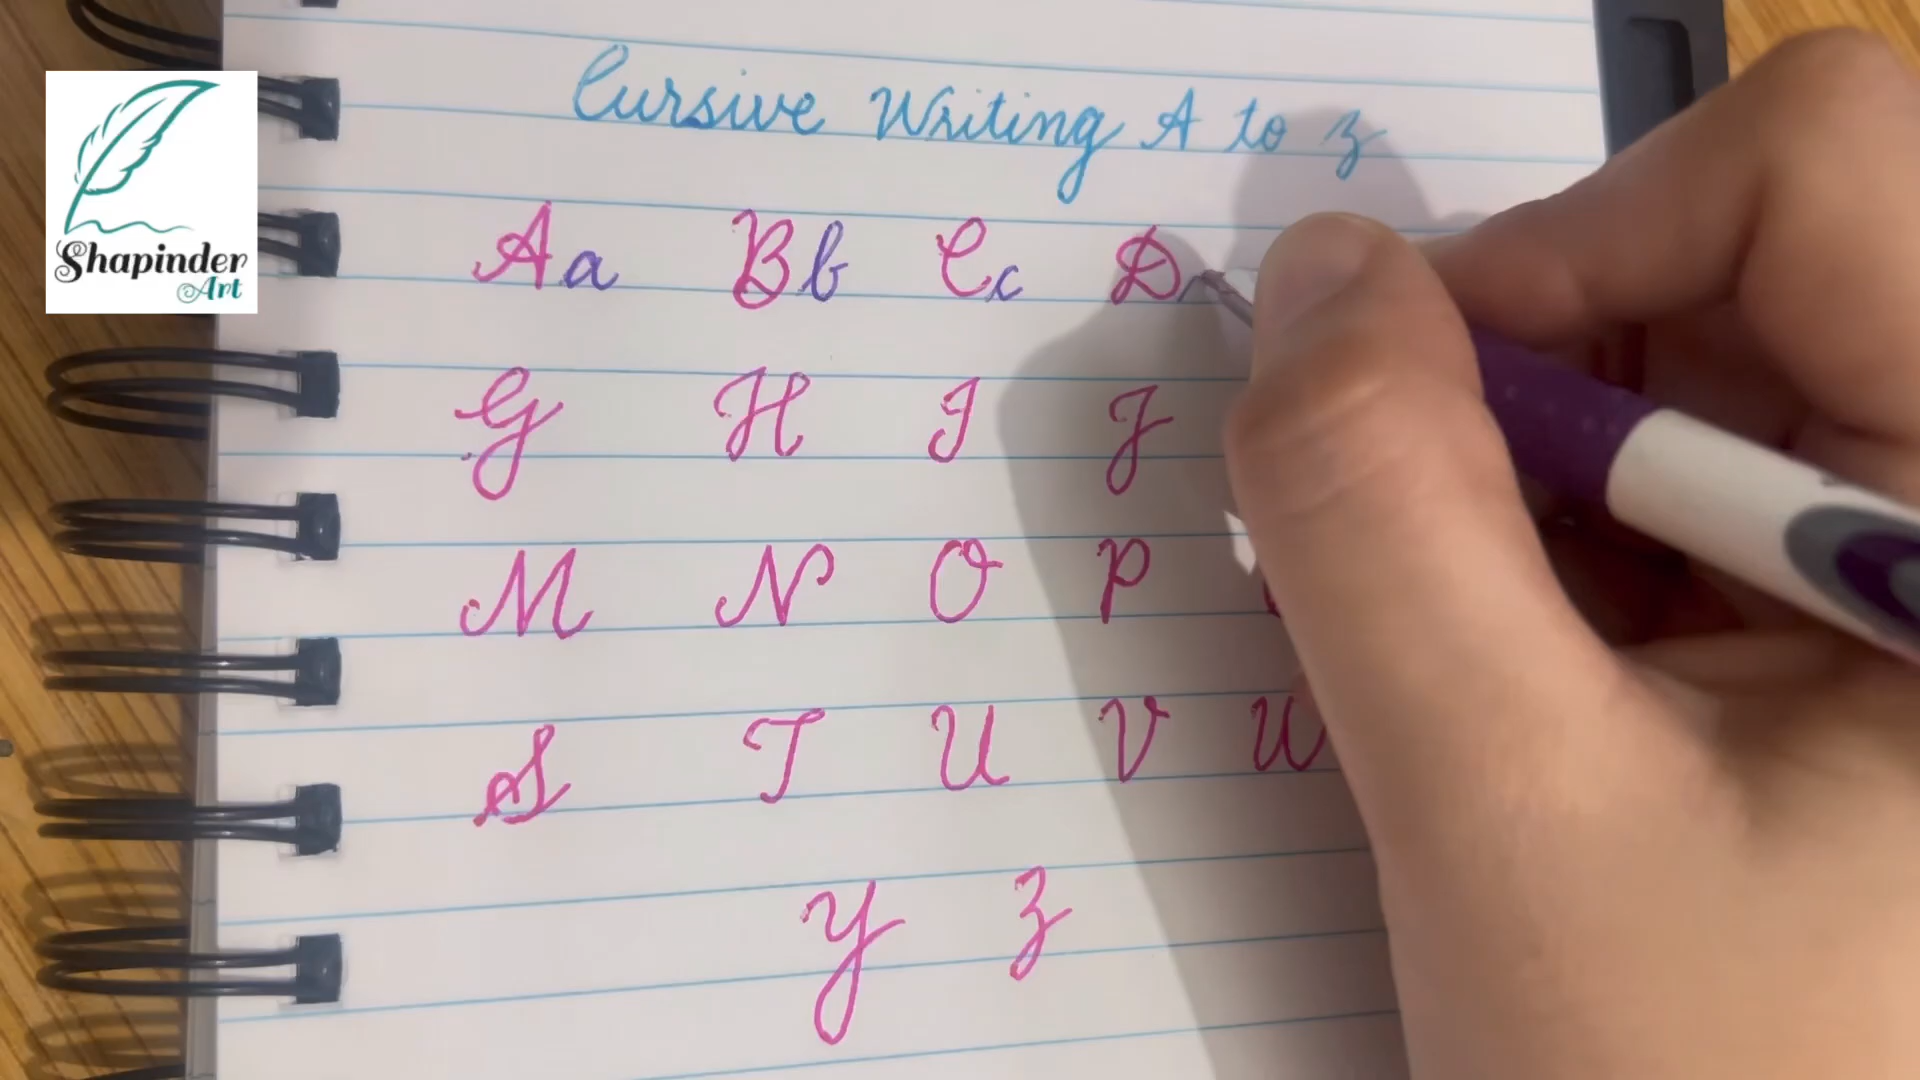 Shapinder
Art
Cursive Writing A to z
Aa Bb Cc D
G H I J
M N O P
S T U V W
Y Z